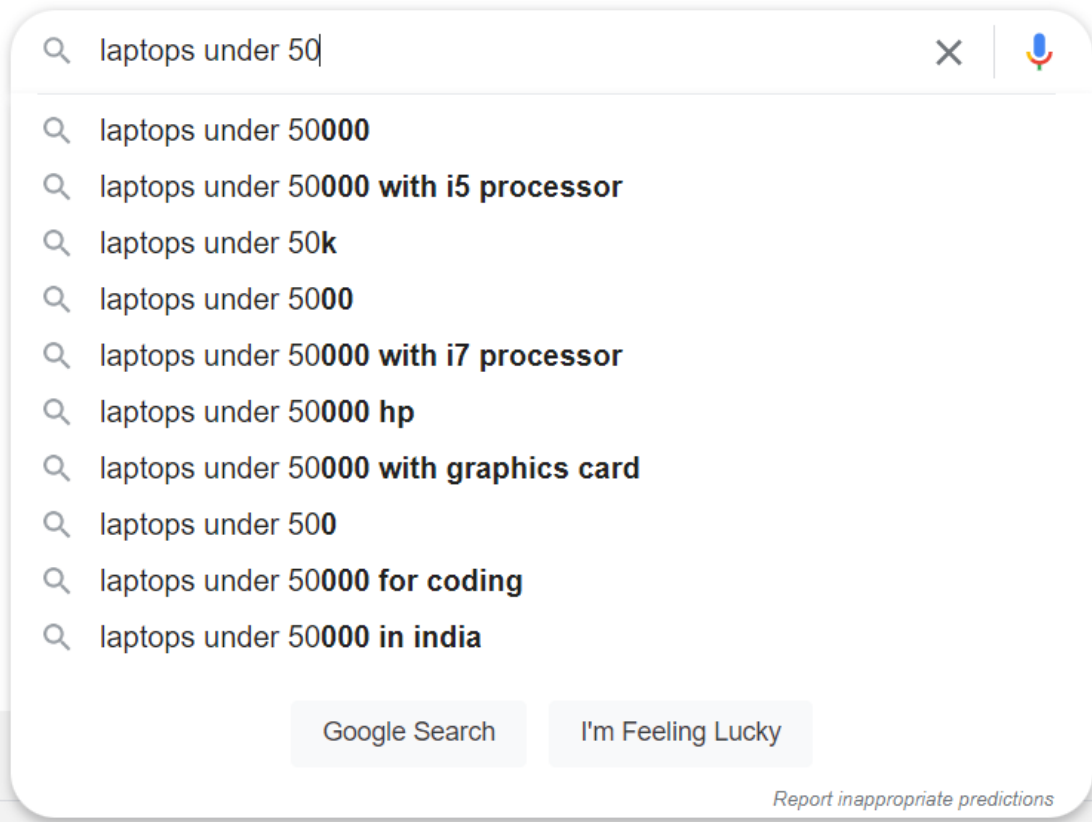 laptops under 50
laptops under 50000
laptops under 50000 with i5 processor
laptops under 50k
laptops under 5000
laptops under 50000 with i7 processor
laptops under 50000 hp
laptops under 50000 with graphics card
laptops under 500
laptops under 50000 for coding
laptops under 50000 in india
Google Search I'm Feeling Lucky
Report inappropriate predictions